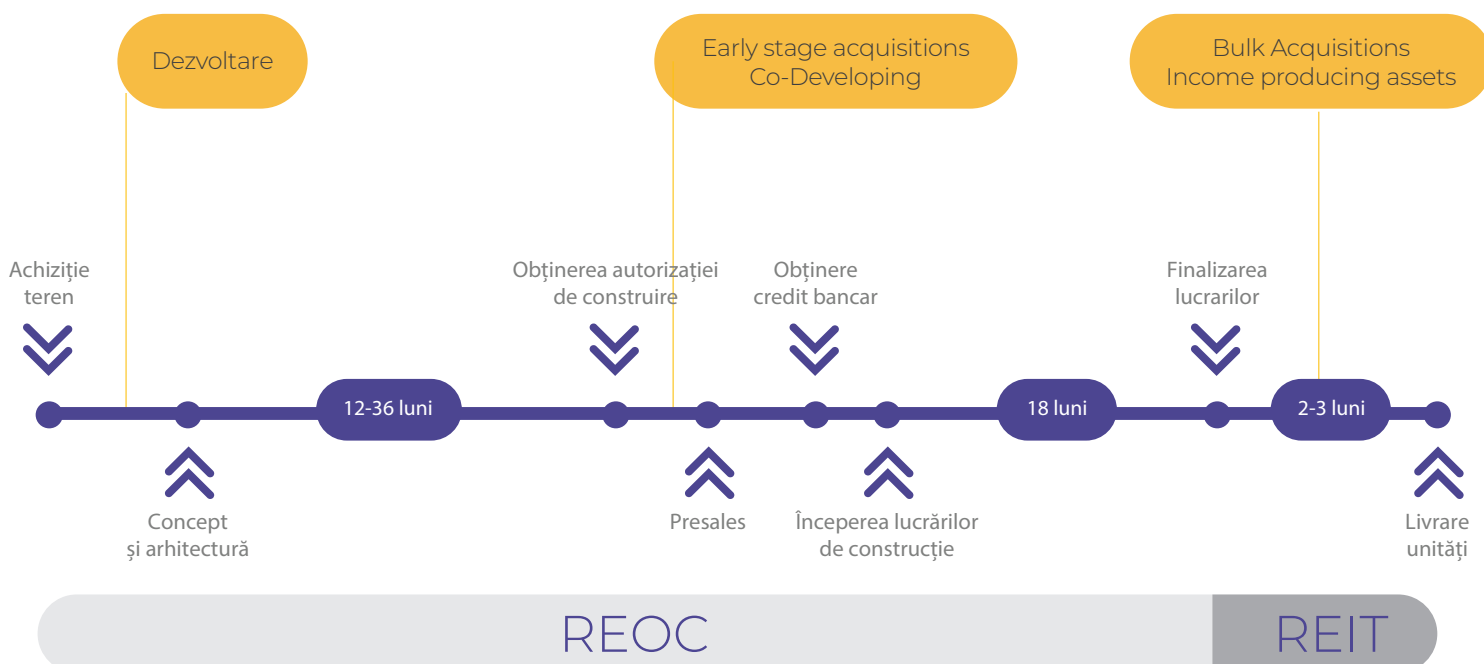 Dezvoltare
Early stage acquisitions
Co-Developing
Bulk Acquisitions
Income producing assets
Achiziție
teren
Obținerea autorizației
de construire
Obținere
credit bancar
Finalizarea
lucrarilor
12-36 luni
18 luni
2-3 luni
Concept
și arhitectură
Presales
Începerea lucrărilor
de construcție
Livrare
unități
REOC
REIT